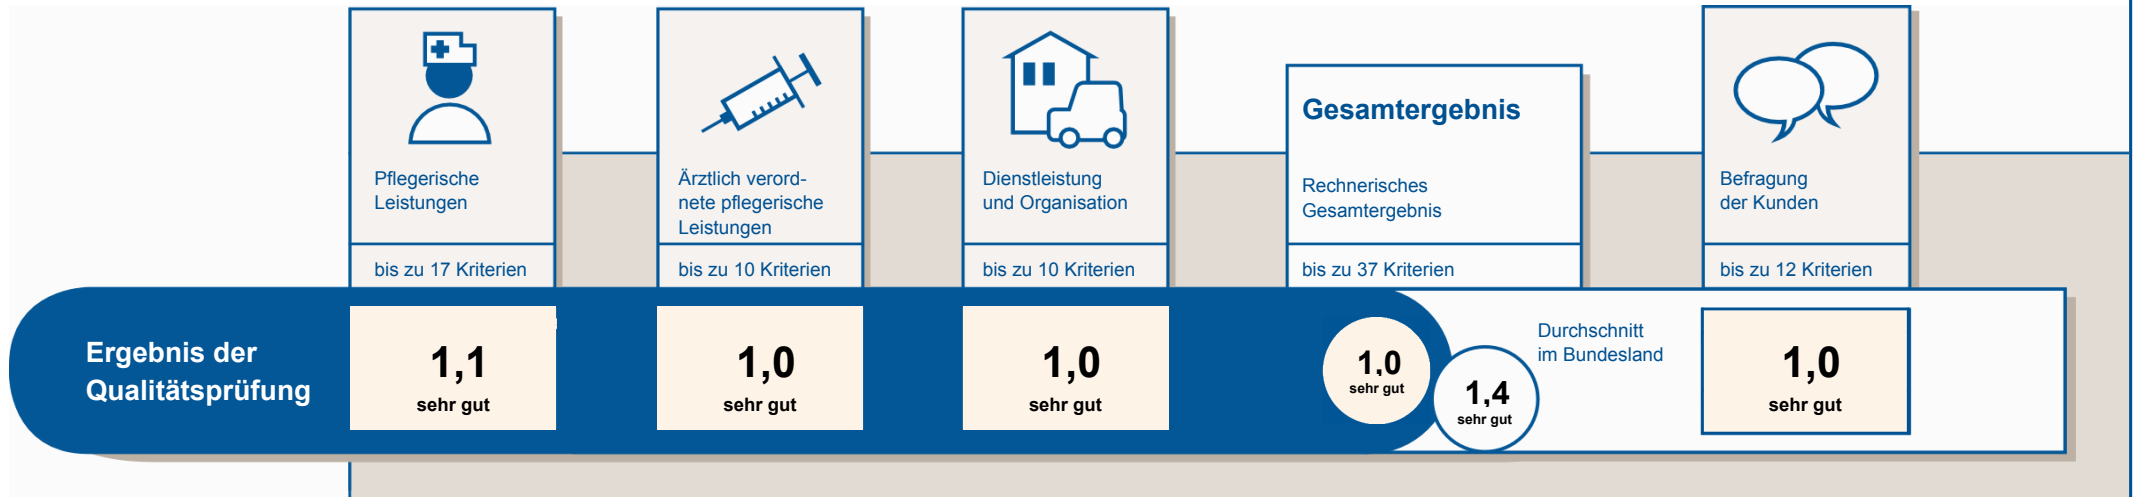 Pflegerische
Leistungen
bis zu 17 Kriterien
Ärztlich verord-
nete pflegerische
Leistungen
bis zu 10 Kriterien
Dienstleistung
und Organisation
bis zu 10 Kriterien
Gesamtergebnis
Rechnerisches
Gesamtergebnis
bis zu 37 Kriterien
Befragung
der Kunden
bis zu 12 Kriterien
Ergebnis der
Qualitätsprüfung
1,1
sehr gut
1,0
sehr gut
1,0
sehr gut
1,0
sehr gut
1,4
sehr gut
Durchschnitt
im Bundesland
1,0
sehr gut